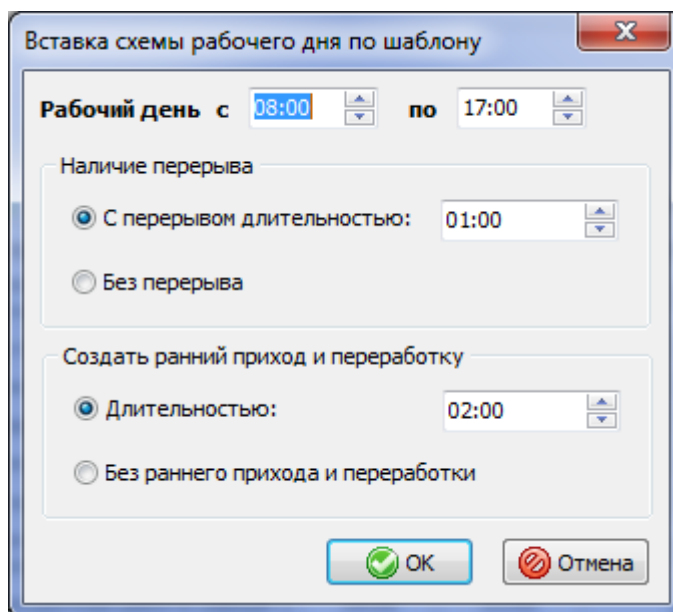 Вставка схемы рабочего дня по шаблону
Рабочий день с 08:00 по 17:00
Наличие перерыва
С перерывом длительностью: 01:00
Без перерыва
Создать ранний приход и переработку
Длительностью: 02:00
Без раннего прихода и переработки
OK Отмена